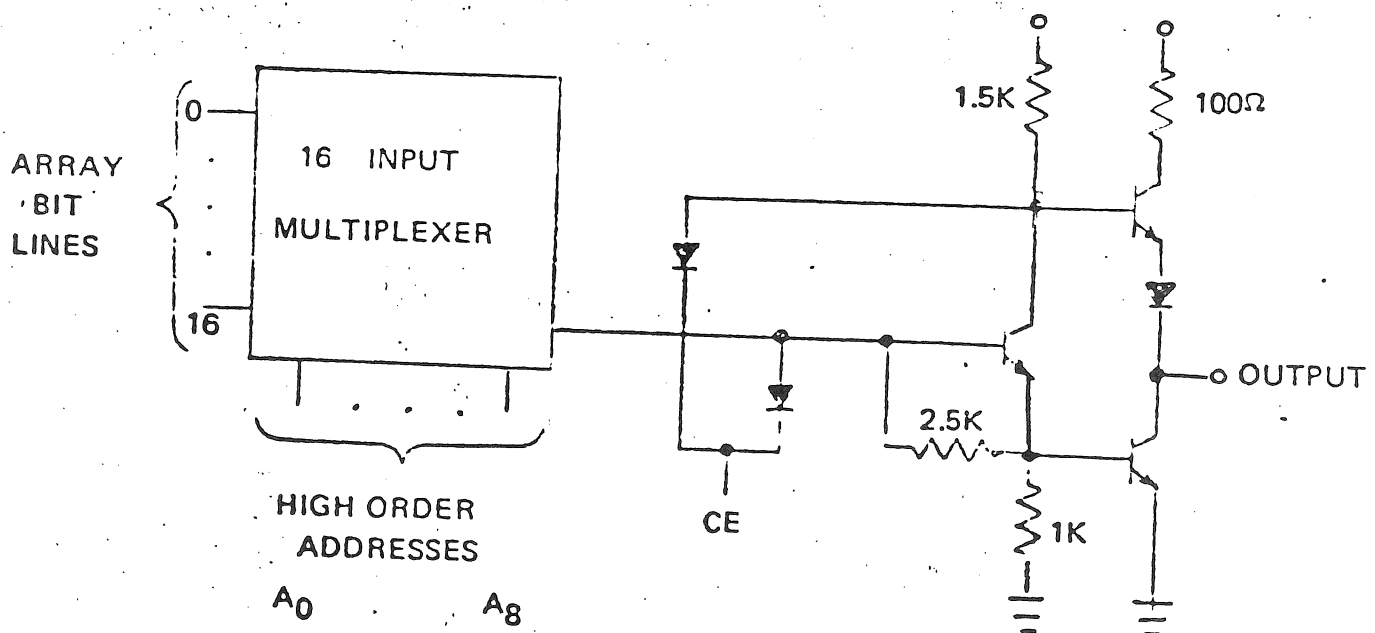 1.5K
100Ω
0
ARRAY
BIT
LINES
16 INPUT
MULTIPLEXER
16
OUTPUT
2.5K
CE
1K
HIGH ORDER
ADDRESSES
A0 . A8